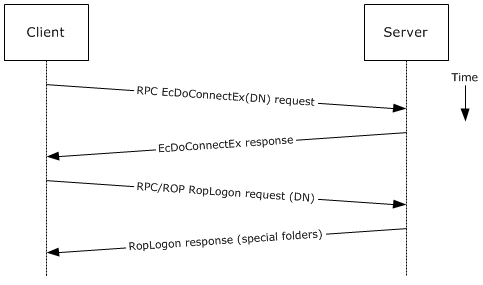 Client
Server
Time
RPC EcDoConnectEx(DN) request
EcDoConnectEx response
RPC/ROP RopLogon request (DN)
RopLogon response (special folders)